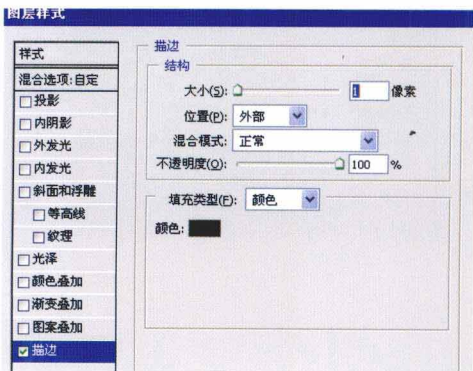 图层样式
样式
混合选项:自定
投影
内阴影
外发光
内发光
斜面和浮雕
等高线
纹理
光泽
颜色叠加
渐变叠加
图案叠加
描边
描边
结构
大小(S): 1 像素
位置(P): 外部
混合模式: 正常
不透明度(O): 100 %
填充类型(F): 颜色
颜色: